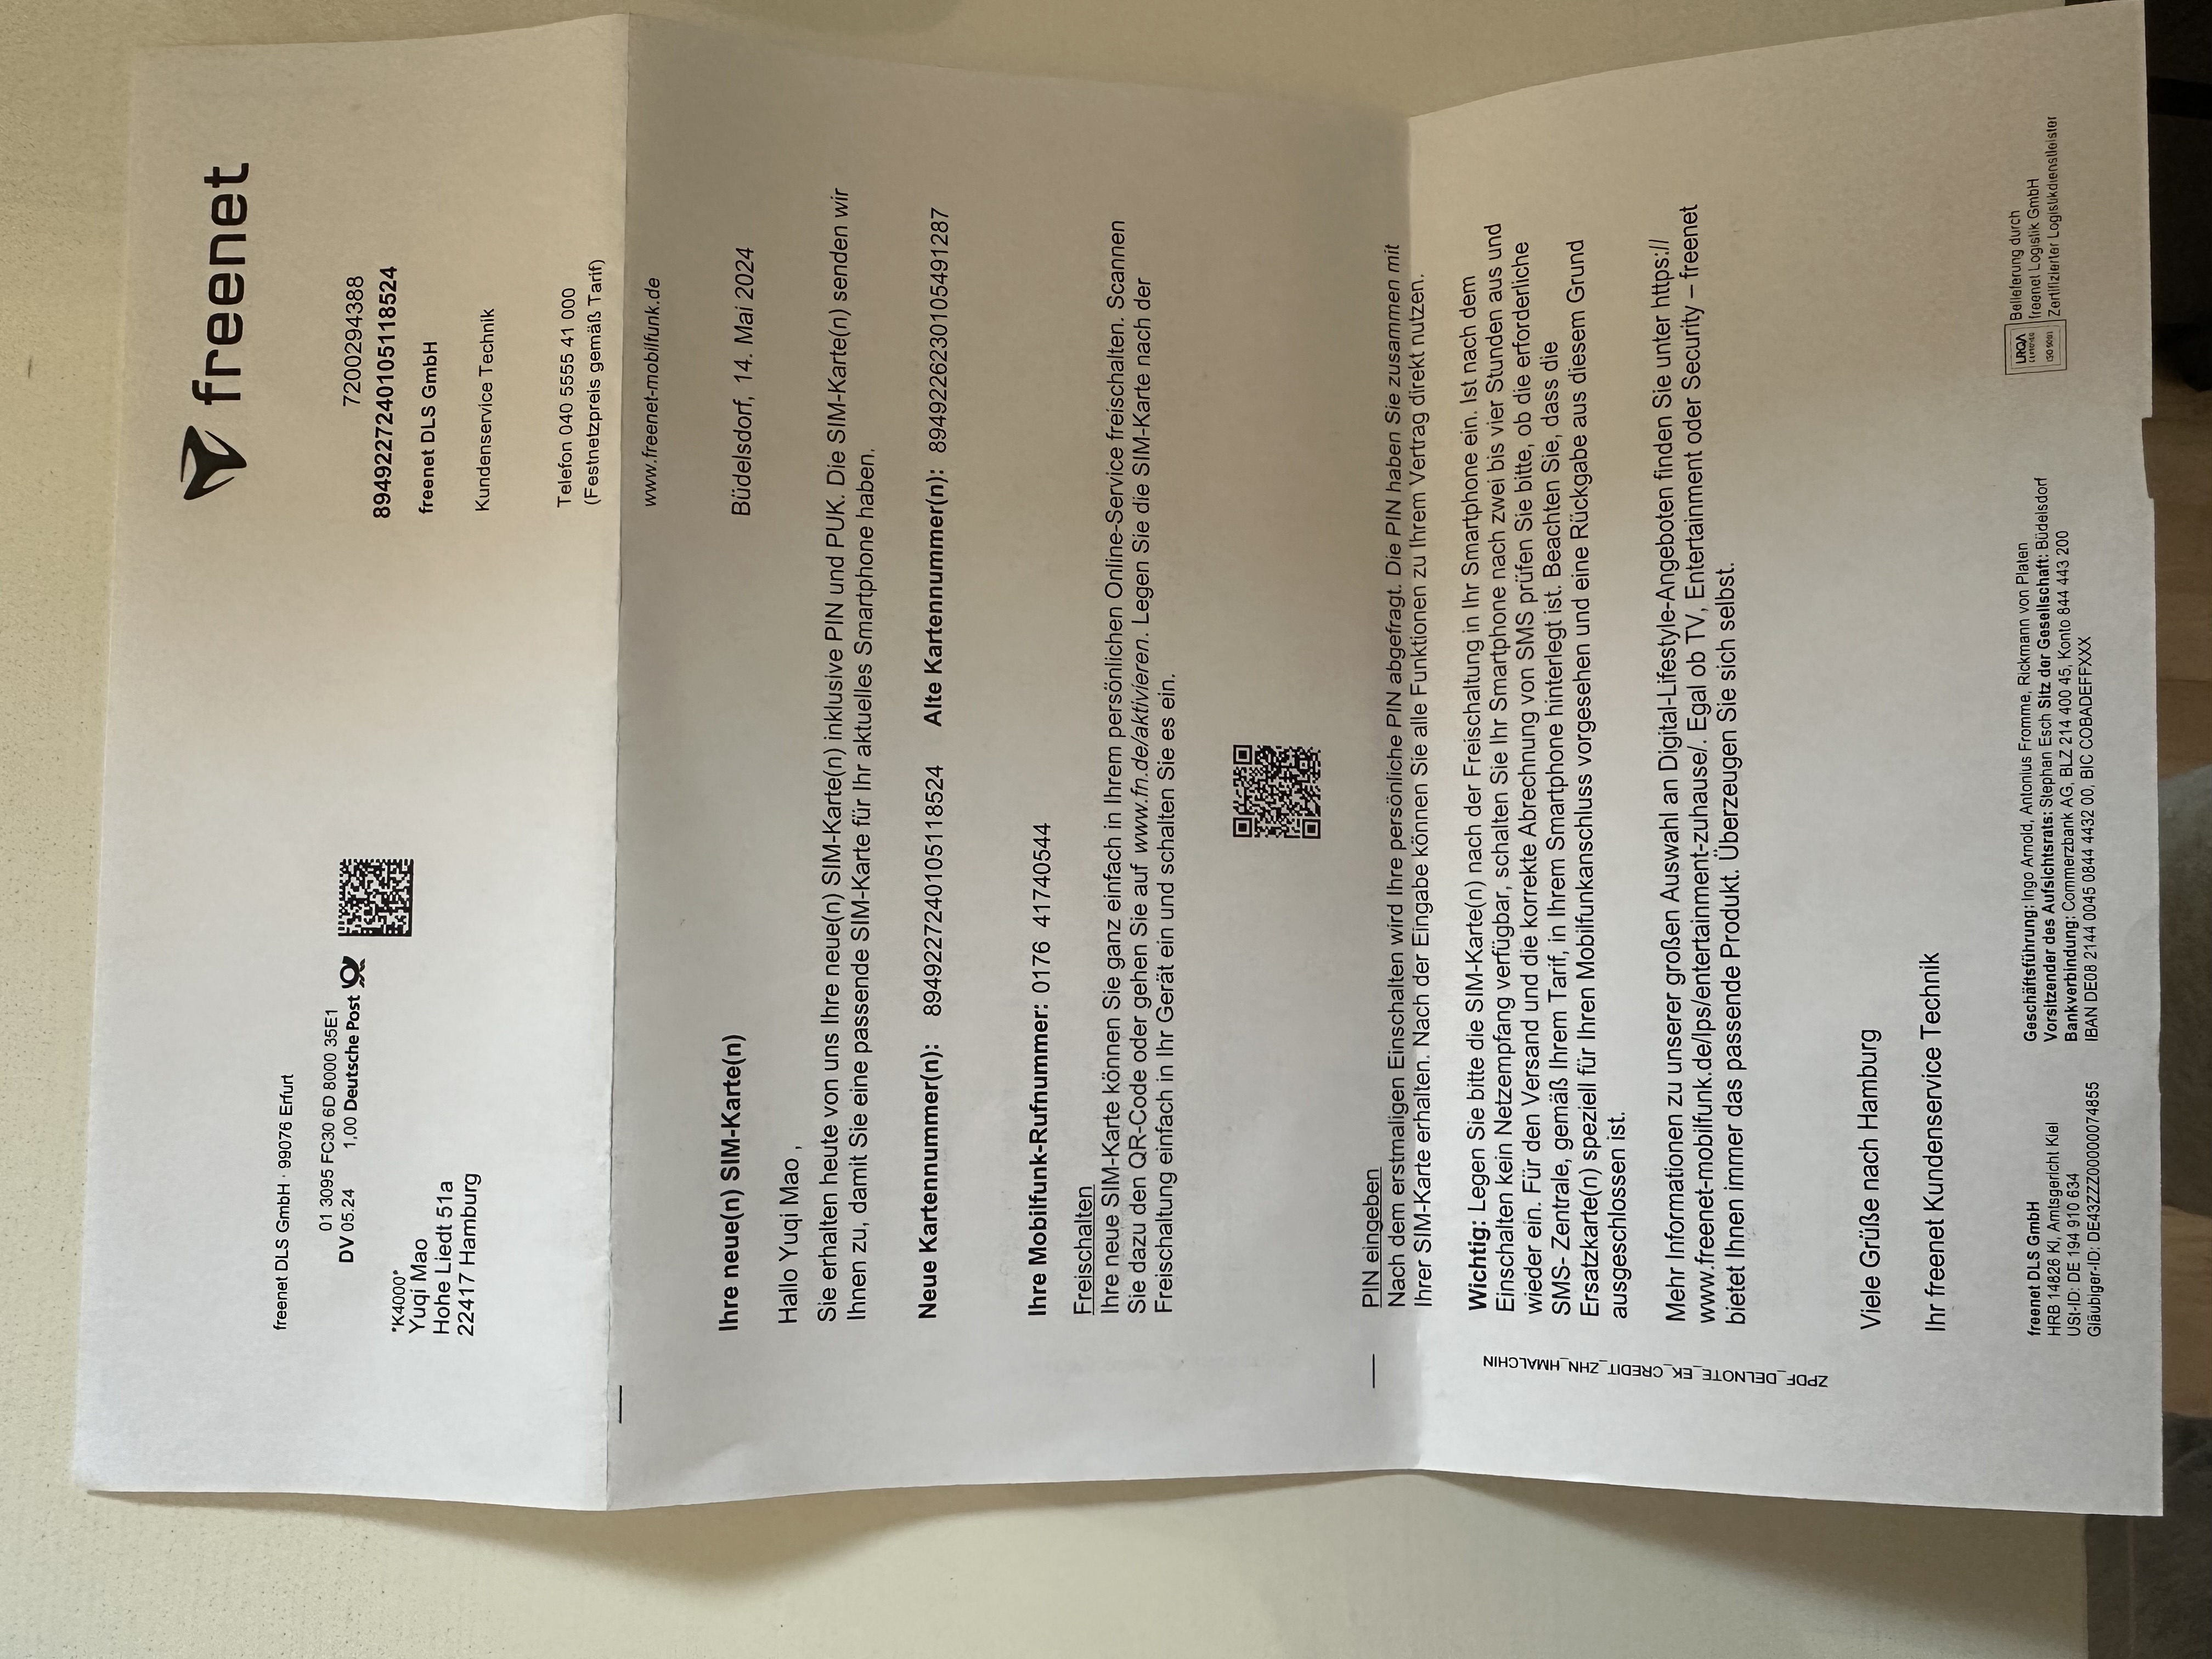 freenet
freenet DLS GmbH · 99076 Erfurt
01 3095 FC30 6D 8000 35E1
DV 05.24 1,00 Deutsche Post
*K4000*
Yuqi Mao
Hohe Liedt 51a
22417 Hamburg
7200294388
8949227240105118524
freenet DLS GmbH
Kundenservice Technik
Telefon 040 5555 41 000
(Festnetzpreis gemäß Tarif)
www.freenet-mobilfunk.de
Ihre neue(n) SIM-Karte(n)
Büdelsdorf, 14. Mai 2024
Hallo Yuqi Mao ,
Sie erhalten heute von uns Ihre neue(n) SIM-Karte(n) inklusive PIN und PUK. Die SIM-Karte(n) senden wir
Ihnen zu, damit Sie eine passende SIM-Karte für Ihr aktuelles Smartphone haben.
Neue Kartennummer(n): 8949227240105118524 Alte Kartennummer(n): 8949226230105491287
Ihre Mobilfunk-Rufnummer: 0176 41740544
Freischalten
Ihre neue SIM-Karte können Sie ganz einfach in Ihrem persönlichen Online-Service freischalten. Scannen
Sie dazu den QR-Code oder gehen Sie auf www.fn.de/aktivieren. Legen Sie die SIM-Karte nach der
Freischaltung einfach in Ihr Gerät ein und schalten Sie es ein.
PIN eingeben
Nach dem erstmaligen Einschalten wird Ihre persönliche PIN abgefragt. Die PIN haben Sie zusammen mit
Ihrer SIM-Karte erhalten. Nach der Eingabe können Sie alle Funktionen zu Ihrem Vertrag direkt nutzen.
Wichtig: Legen Sie bitte die SIM-Karte(n) nach der Freischaltung in Ihr Smartphone ein. Ist nach dem
Einschalten kein Netzempfang verfügbar, schalten Sie Ihr Smartphone nach zwei bis vier Stunden aus und
wieder ein. Für den Versand und die korrekte Abrechnung von SMS prüfen Sie bitte, ob die erforderliche
SMS- Zentrale, gemäß Ihrem Tarif, in Ihrem Smartphone hinterlegt ist. Beachten Sie, dass die
Ersatzkarte(n) speziell für Ihren Mobilfunkanschluss vorgesehen und eine Rückgabe aus diesem Grund
ausgeschlossen ist.
Mehr Informationen zu unserer großen Auswahl an Digital-Lifestyle-Angeboten finden Sie unter https://
www.freenet-mobilfunk.de/lps/entertainment-zuhause/. Egal ob TV, Entertainment oder Security – freenet
bietet Ihnen immer das passende Produkt. Überzeugen Sie sich selbst.
ZPDF_DELNOTE_EK_CREDIT_ZHN_HMALCHIN
Viele Grüße nach Hamburg
Ihr freenet Kundenservice Technik
freenet DLS GmbH
HRB 14826 KI, Amtsgericht Kiel
USt-ID: DE 194 910 634
Gläubiger-ID: DE43ZZZ00000074855
Geschäftsführung: Ingo Arnold, Antonius Fromme, Rickmann von Platen
Vorsitzender des Aufsichtsrats: Stephan Esch Sitz der Gesellschaft: Büdelsdorf
Bankverbindung: Commerzbank AG, BLZ 214 400 45, Konto 844 443 200
IBAN DE08 2144 0045 0844 4432 00, BIC COBADEFFXXX
LRQA
CERTIFIED
ISO 9001
Belieferung durch
freenet Logistik GmbH
Zertifizierter Logistikdienstleister